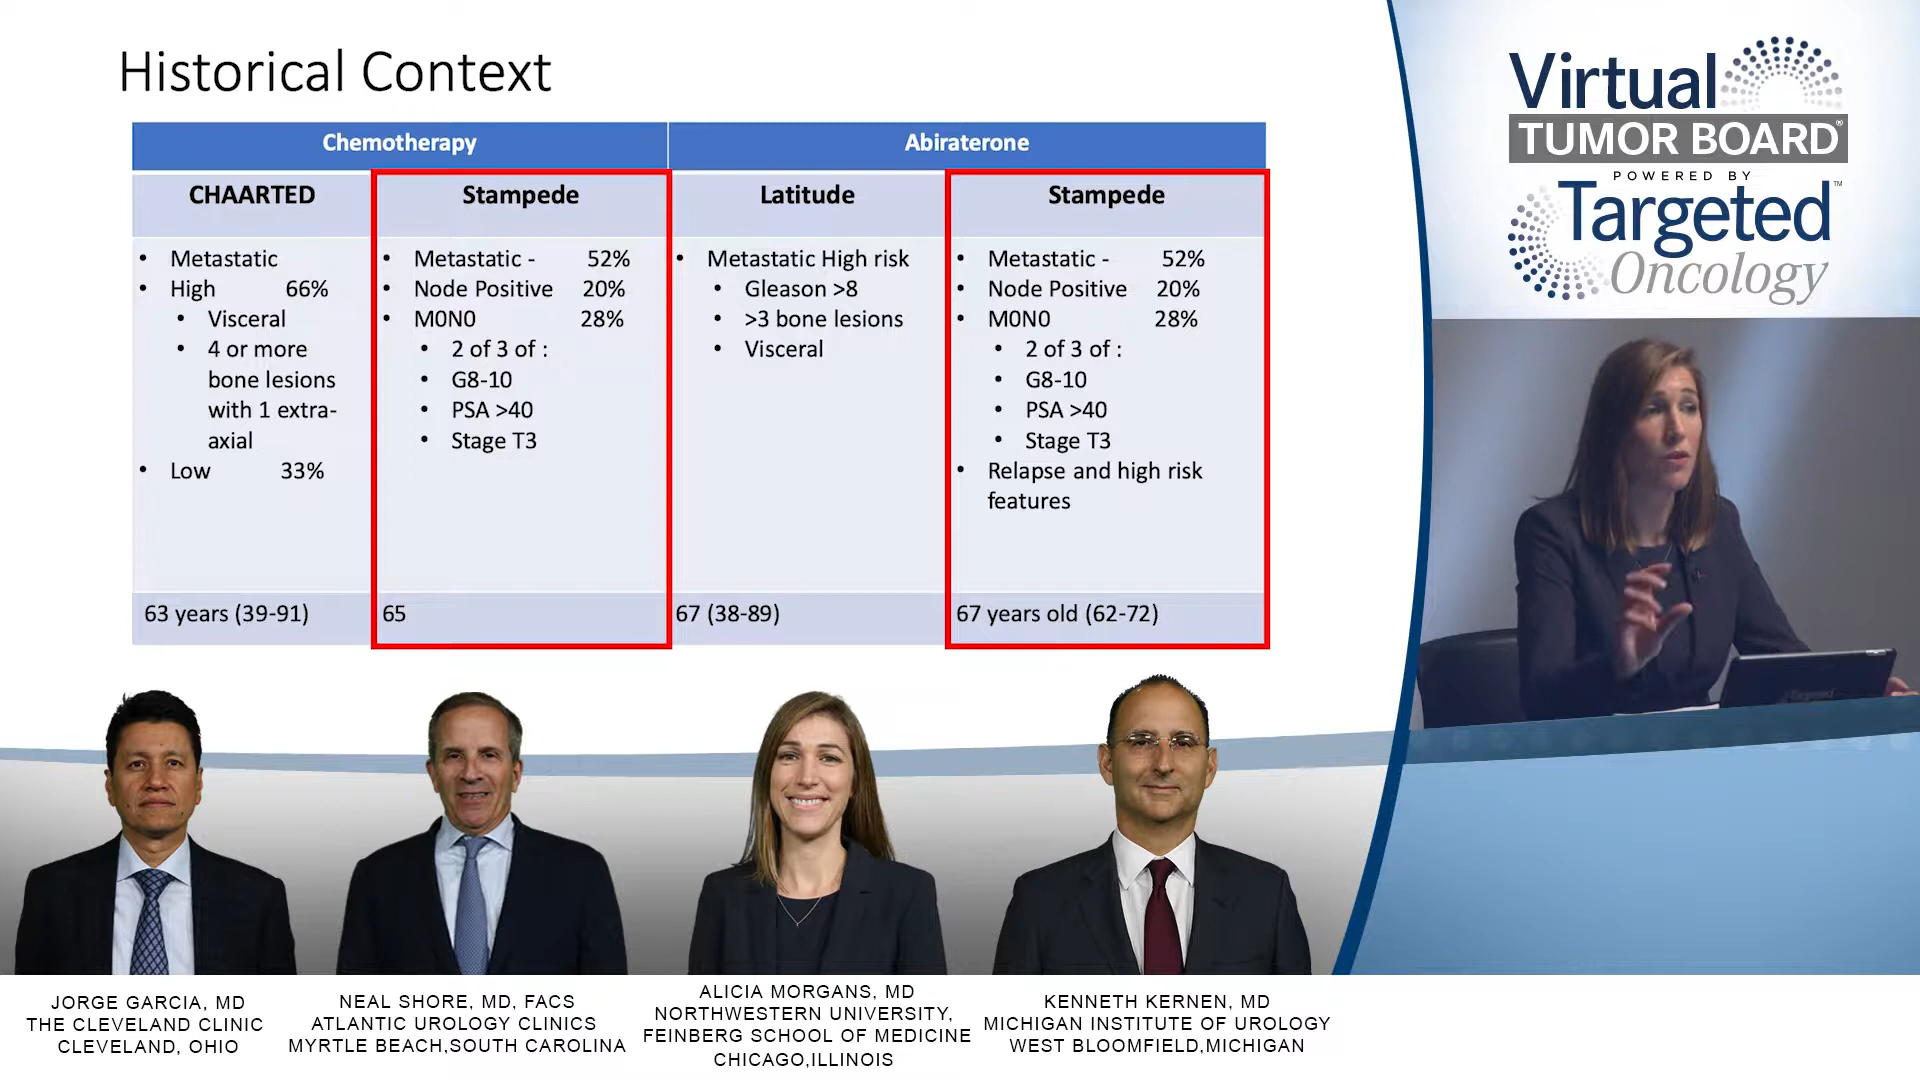 Historical Context
Chemotherapy
Abiraterone
CHAARTED
Stampede
Latitude
Stampede
• Metastatic
• High 66%
• Visceral
• 4 or more
bone lesions
with 1 extra-
axial
• Low 33%
• Metastatic - 52%
• Node Positive 20%
• M0N0 28%
• 2 of 3 of :
• G8-10
• PSA >40
• Stage T3
• Metastatic High risk
• Gleason >8
• >3 bone lesions
• Visceral
• Metastatic - 52%
• Node Positive 20%
• M0N0 28%
• 2 of 3 of :
• G8-10
• PSA >40
• Stage T3
• Relapse and high risk
features
63 years (39-91)
65
67 (38-89)
67 years old (62-72)
Virtual
TUMOR BOARD®
POWERED BY
Targeted™
Oncology
Targeted
JORGE GARCIA, MD
THE CLEVELAND CLINIC
CLEVELAND, OHIO
NEAL SHORE, MD, FACS
ATLANTIC UROLOGY CLINICS
MYRTLE BEACH,SOUTH CAROLINA
ALICIA MORGANS, MD
NORTHWESTERN UNIVERSITY,
FEINBERG SCHOOL OF MEDICINE
CHICAGO,ILLINOIS
KENNETH KERNEN, MD
MICHIGAN INSTITUTE OF UROLOGY
WEST BLOOMFIELD,MICHIGAN